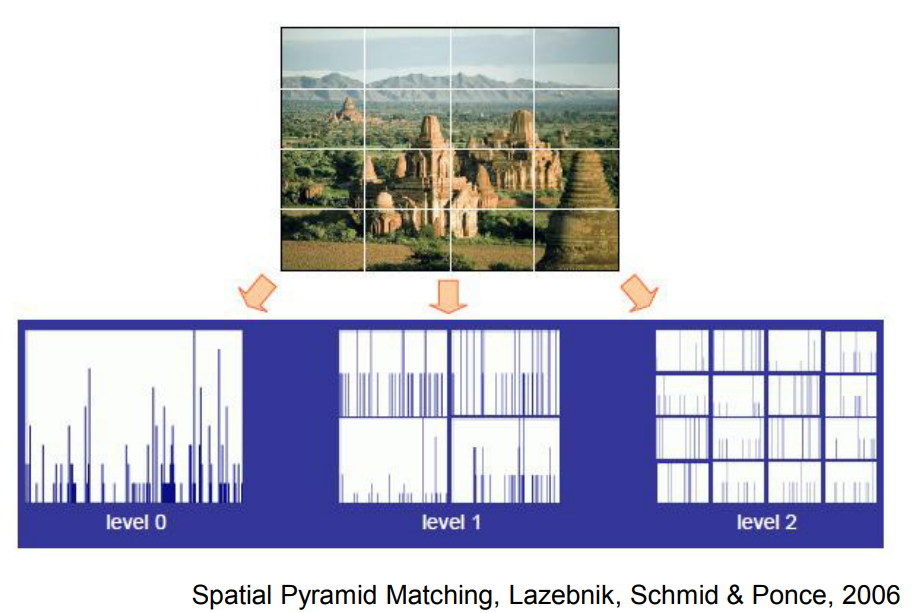 level 0
level 1
level 2
Spatial Pyramid Matching, Lazebnik, Schmid & Ponce, 2006